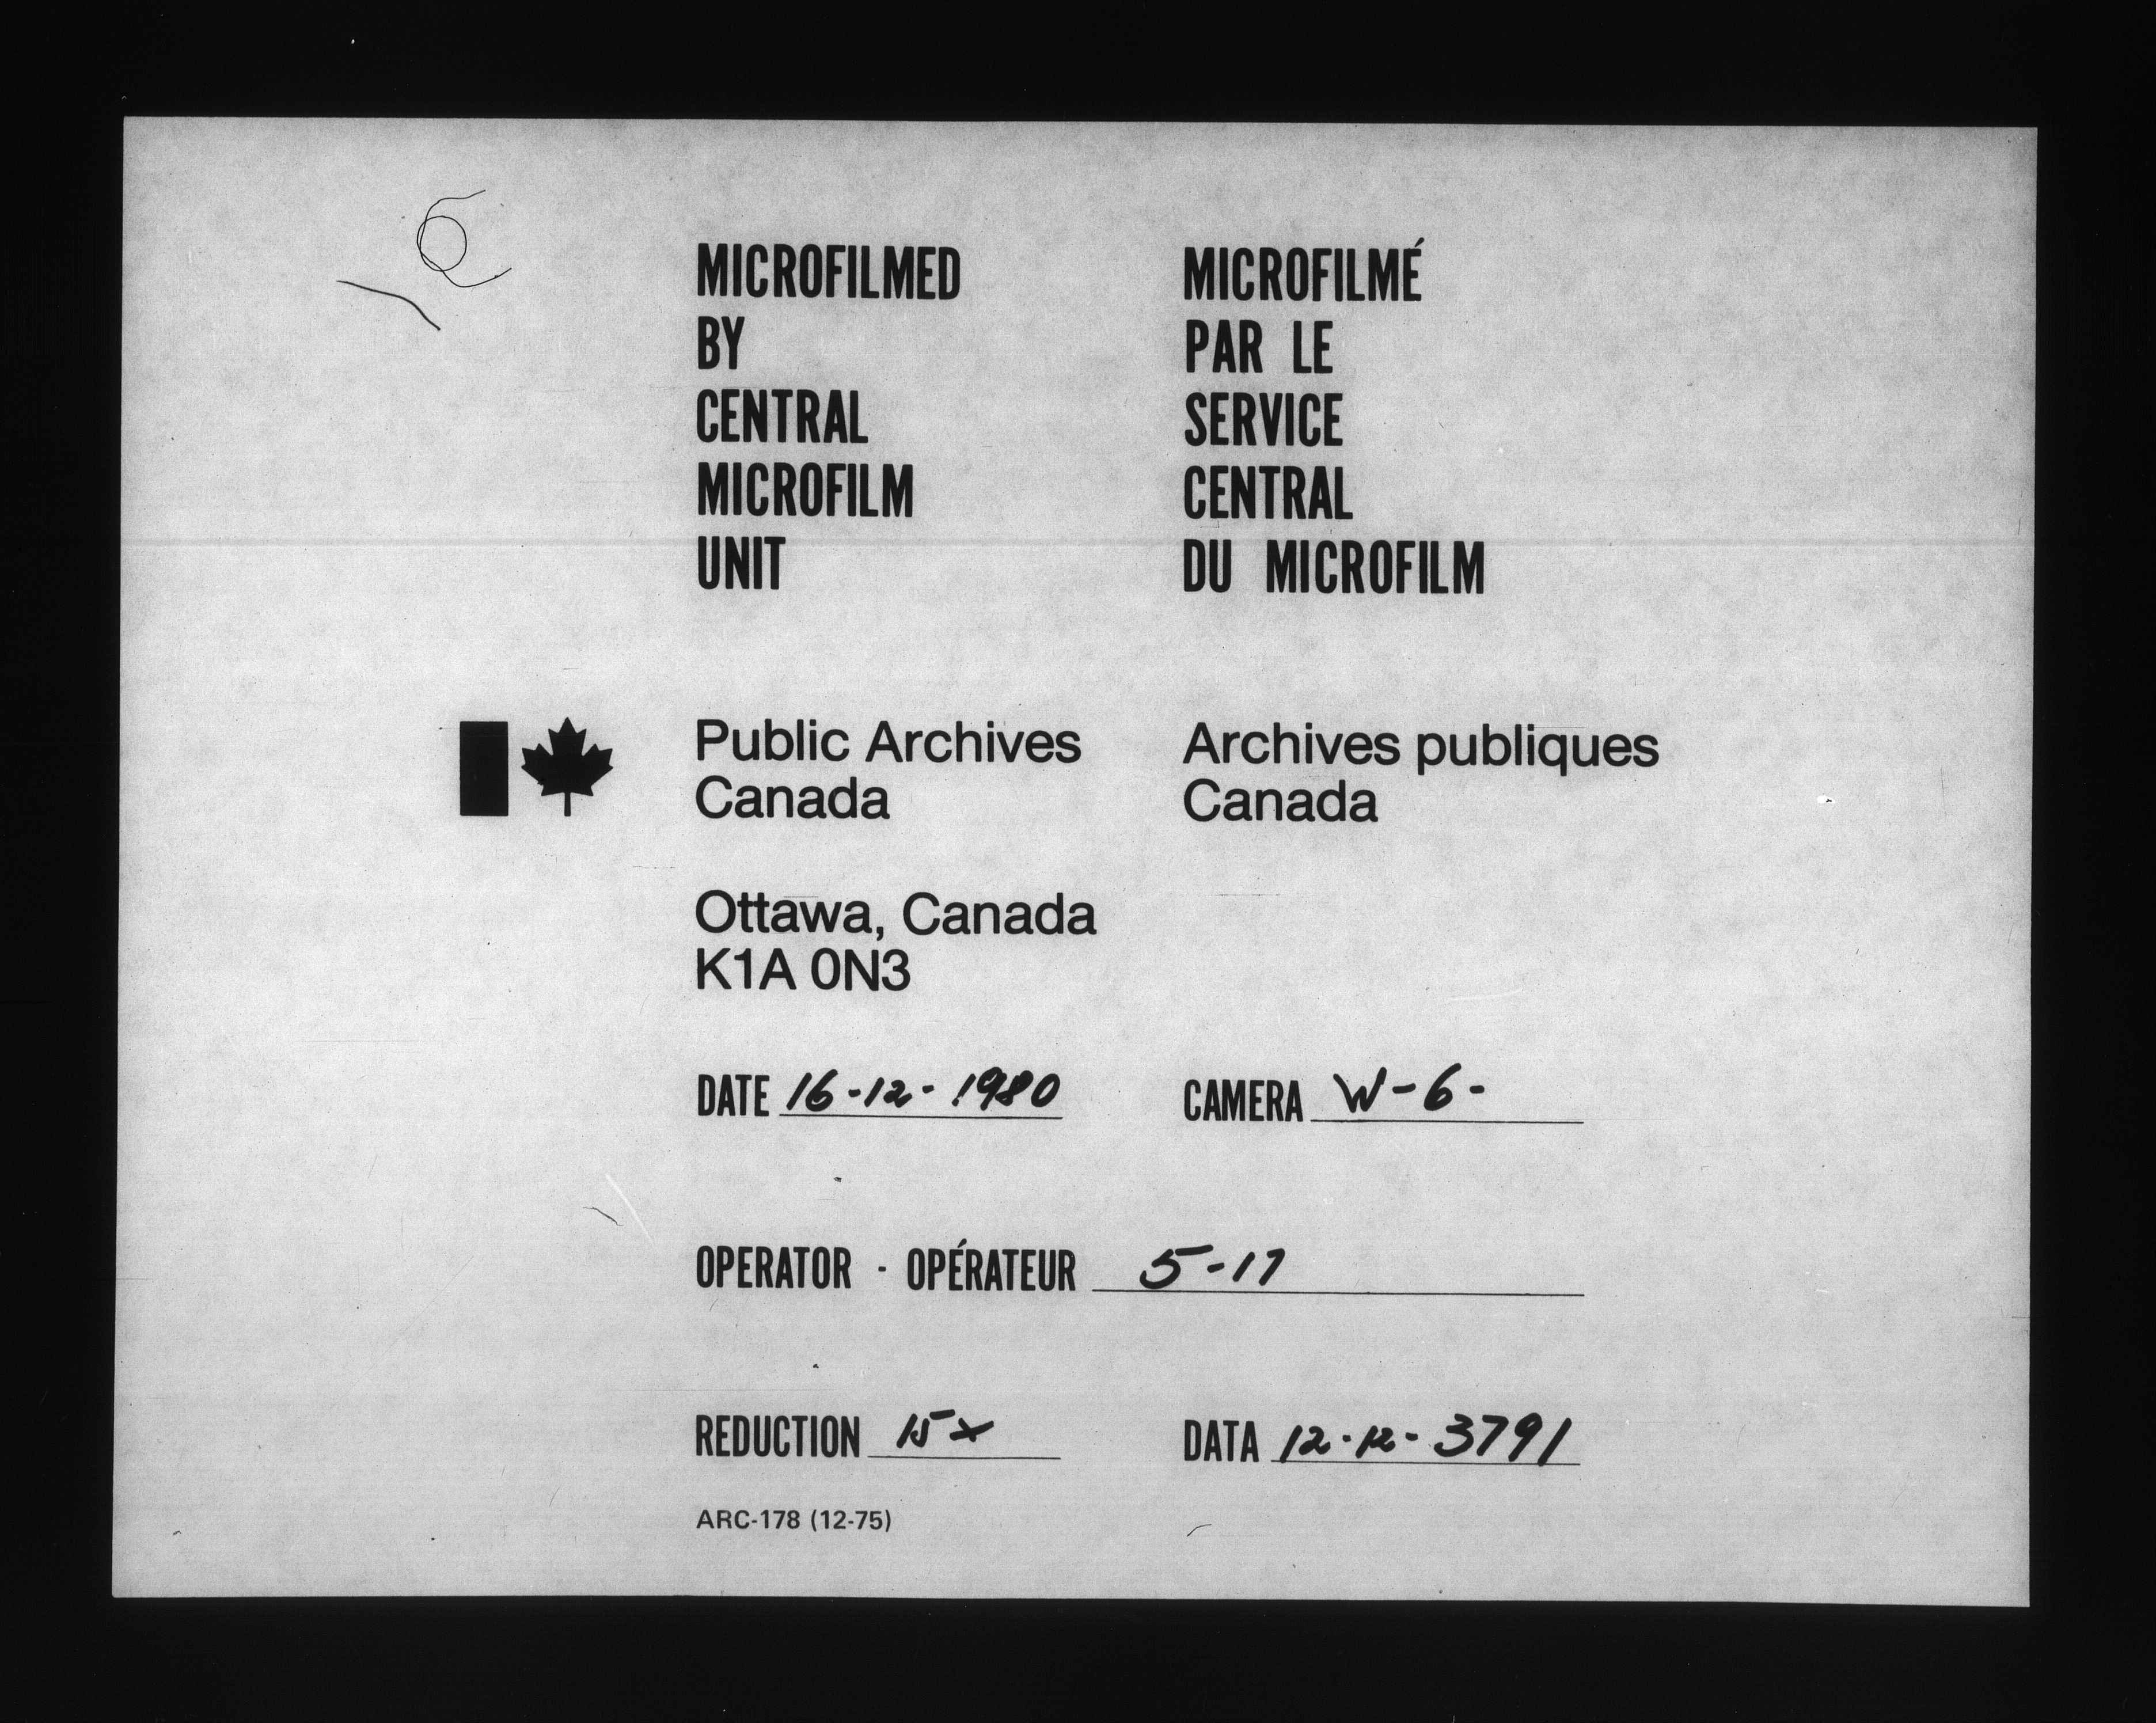 MICROFILMED
BY
CENTRAL
MICROFILM
UNIT
MICROFILMÉ
PAR LE
SERVICE
CENTRAL
DU MICROFILM
Public Archives
Canada
Archives publiques
Canada
Ottawa, Canada
K1A 0N3
DATE 16-12-1980
CAMERA W-6-
OPERATOR - OPÉRATEUR 5-17
REDUCTION 15x
DATA 12-12-3791
ARC-178 (12-75)